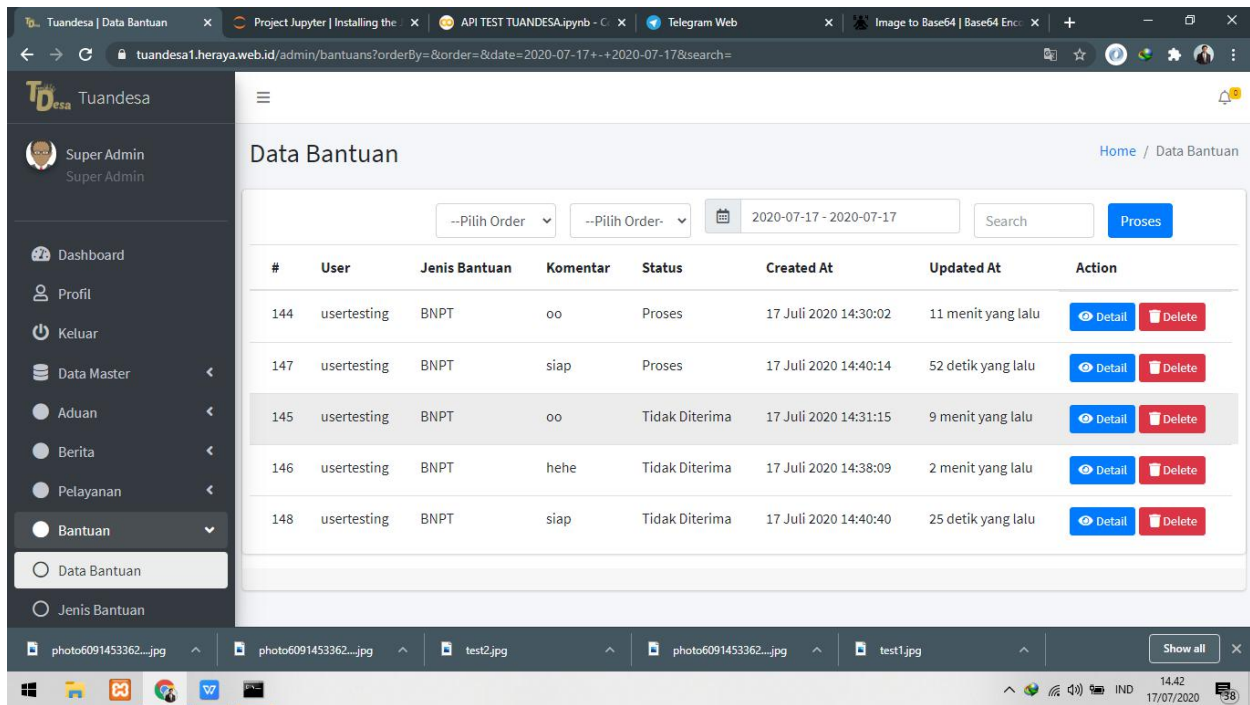 Tuandesa | Data Bantuan
Project Jupyter | Installing the J
API TEST TUANDESA.ipynb - C
Telegram Web
Image to Base64 | Base64 Enc
tuandesa1.heraya.web.id/admin/bantuans?orderBy=&order=&date=2020-07-17+-+2020-07-17&search=
TDesa Tuandesa
0
Super Admin
Super Admin
Data Bantuan
Home / Data Bantuan
--Pilih Order
--Pilih Order-
2020-07-17 - 2020-07-17
Search
Proses
Dashboard
Profil
Keluar
Data Master
Aduan
Berita
Pelayanan
Bantuan
Data Bantuan
Jenis Bantuan
# User Jenis Bantuan Komentar Status Created At Updated At Action
144 usertesting BNPT oo Proses 17 Juli 2020 14:30:02 11 menit yang lalu Detail Delete
147 usertesting BNPT siap Proses 17 Juli 2020 14:40:14 52 detik yang lalu Detail Delete
145 usertesting BNPT oo Tidak Diterima 17 Juli 2020 14:31:15 9 menit yang lalu Detail Delete
146 usertesting BNPT hehe Tidak Diterima 17 Juli 2020 14:38:09 2 menit yang lalu Detail Delete
148 usertesting BNPT siap Tidak Diterima 17 Juli 2020 14:40:40 25 detik yang lalu Detail Delete
photo6091453362....jpg
photo6091453362....jpg
test2.jpg
photo6091453362....jpg
test1.jpg
Show all
IND
14.42
17/07/2020
38